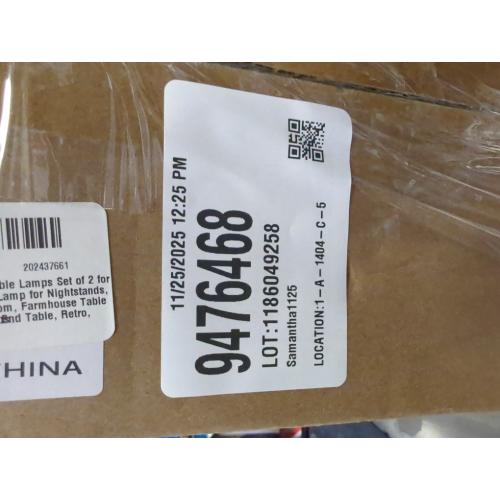 11/25/2025 12:25 PM
9476468
LOT:1186049258
Samantha1125
LOCATION:1-A-1404-C-5
202437661
ble Lamps Set of 2 for
Lamp for Nightstands,
om, Farmhouse Table
End Table, Retro,
CHINA